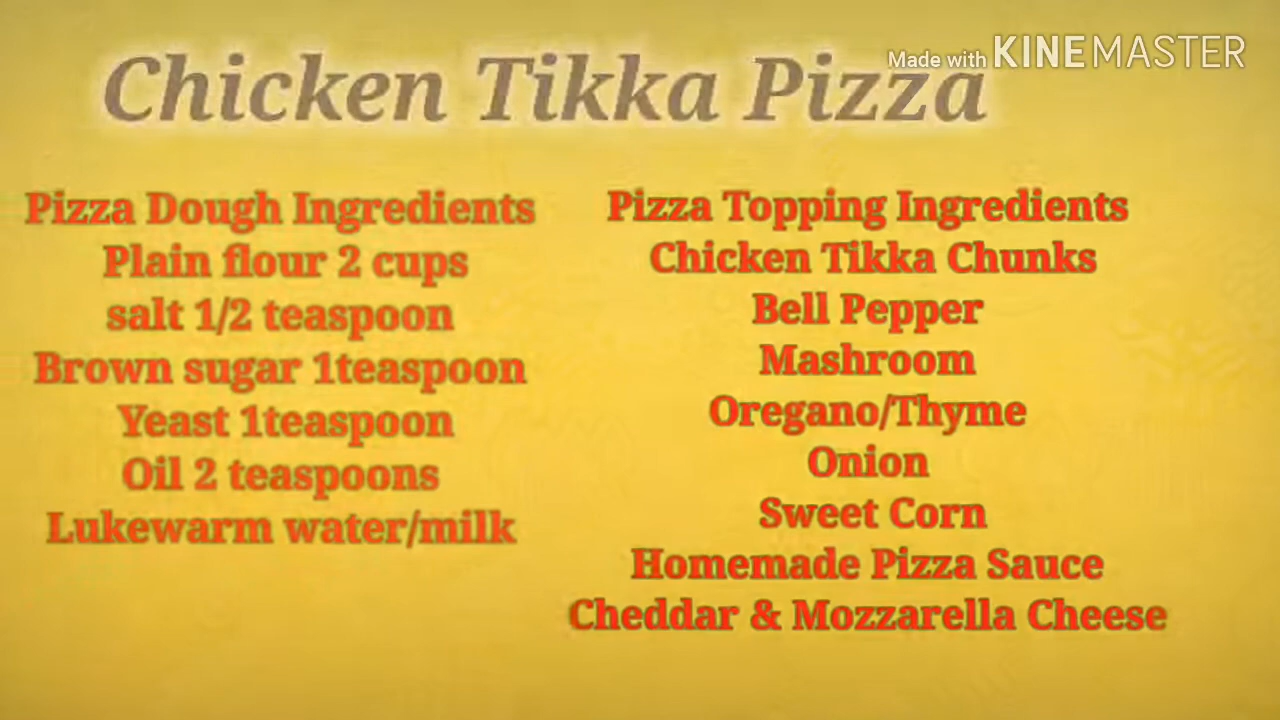 Made with KINEMASTER
Chicken Tikka Pizza
Pizza Dough Ingredients
Plain flour 2 cups
salt 1/2 teaspoon
Brown sugar 1teaspoon
Yeast 1teaspoon
Oil 2 teaspoons
Lukewarm water/milk
Pizza Topping Ingredients
Chicken Tikka Chunks
Bell Pepper
Mashroom
Oregano/Thyme
Onion
Sweet Corn
Homemade Pizza Sauce
Cheddar & Mozzarella Cheese